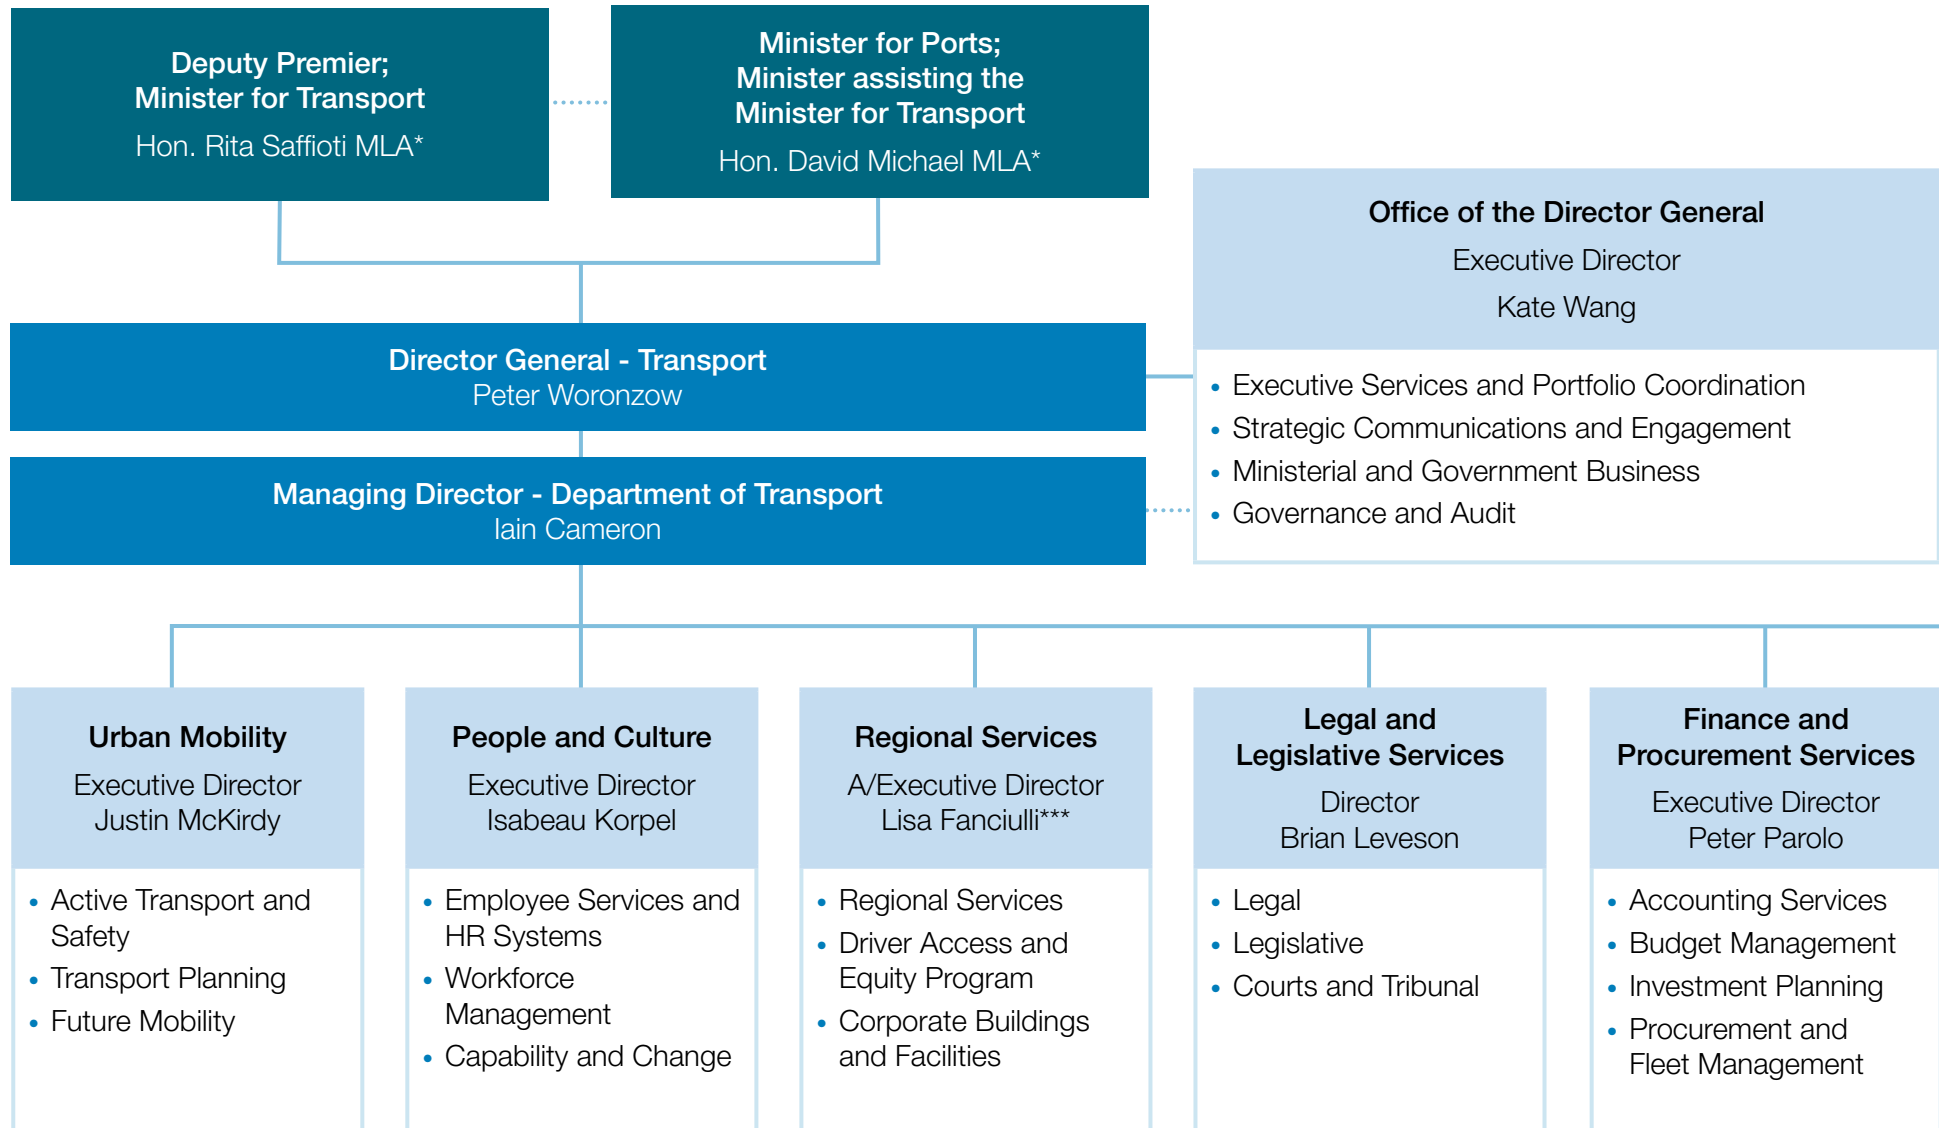 Deputy Premier;
Minister for Transport
Hon. Rita Saffioti MLA*
Minister for Ports;
Minister assisting the
Minister for Transport
Hon. David Michael MLA*
Office of the Director General
Executive Director
Kate Wang
• Executive Services and Portfolio Coordination
• Strategic Communications and Engagement
• Ministerial and Government Business
• Governance and Audit
Director General - Transport
Peter Woronzow
Managing Director - Department of Transport
Iain Cameron
Urban Mobility
Executive Director
Justin McKirdy
• Active Transport and
Safety
• Transport Planning
• Future Mobility
People and Culture
Executive Director
Isabeau Korpel
• Employee Services and
HR Systems
• Workforce
Management
• Capability and Change
Regional Services
A/Executive Director
Lisa Fanciulli***
• Regional Services
• Driver Access and
Equity Program
• Corporate Buildings
and Facilities
Legal and
Legislative Services
Director
Brian Leveson
• Legal
• Legislative
• Courts and Tribunal
Finance and
Procurement Services
Executive Director
Peter Parolo
• Accounting Services
• Budget Management
• Investment Planning
• Procurement and
Fleet Management